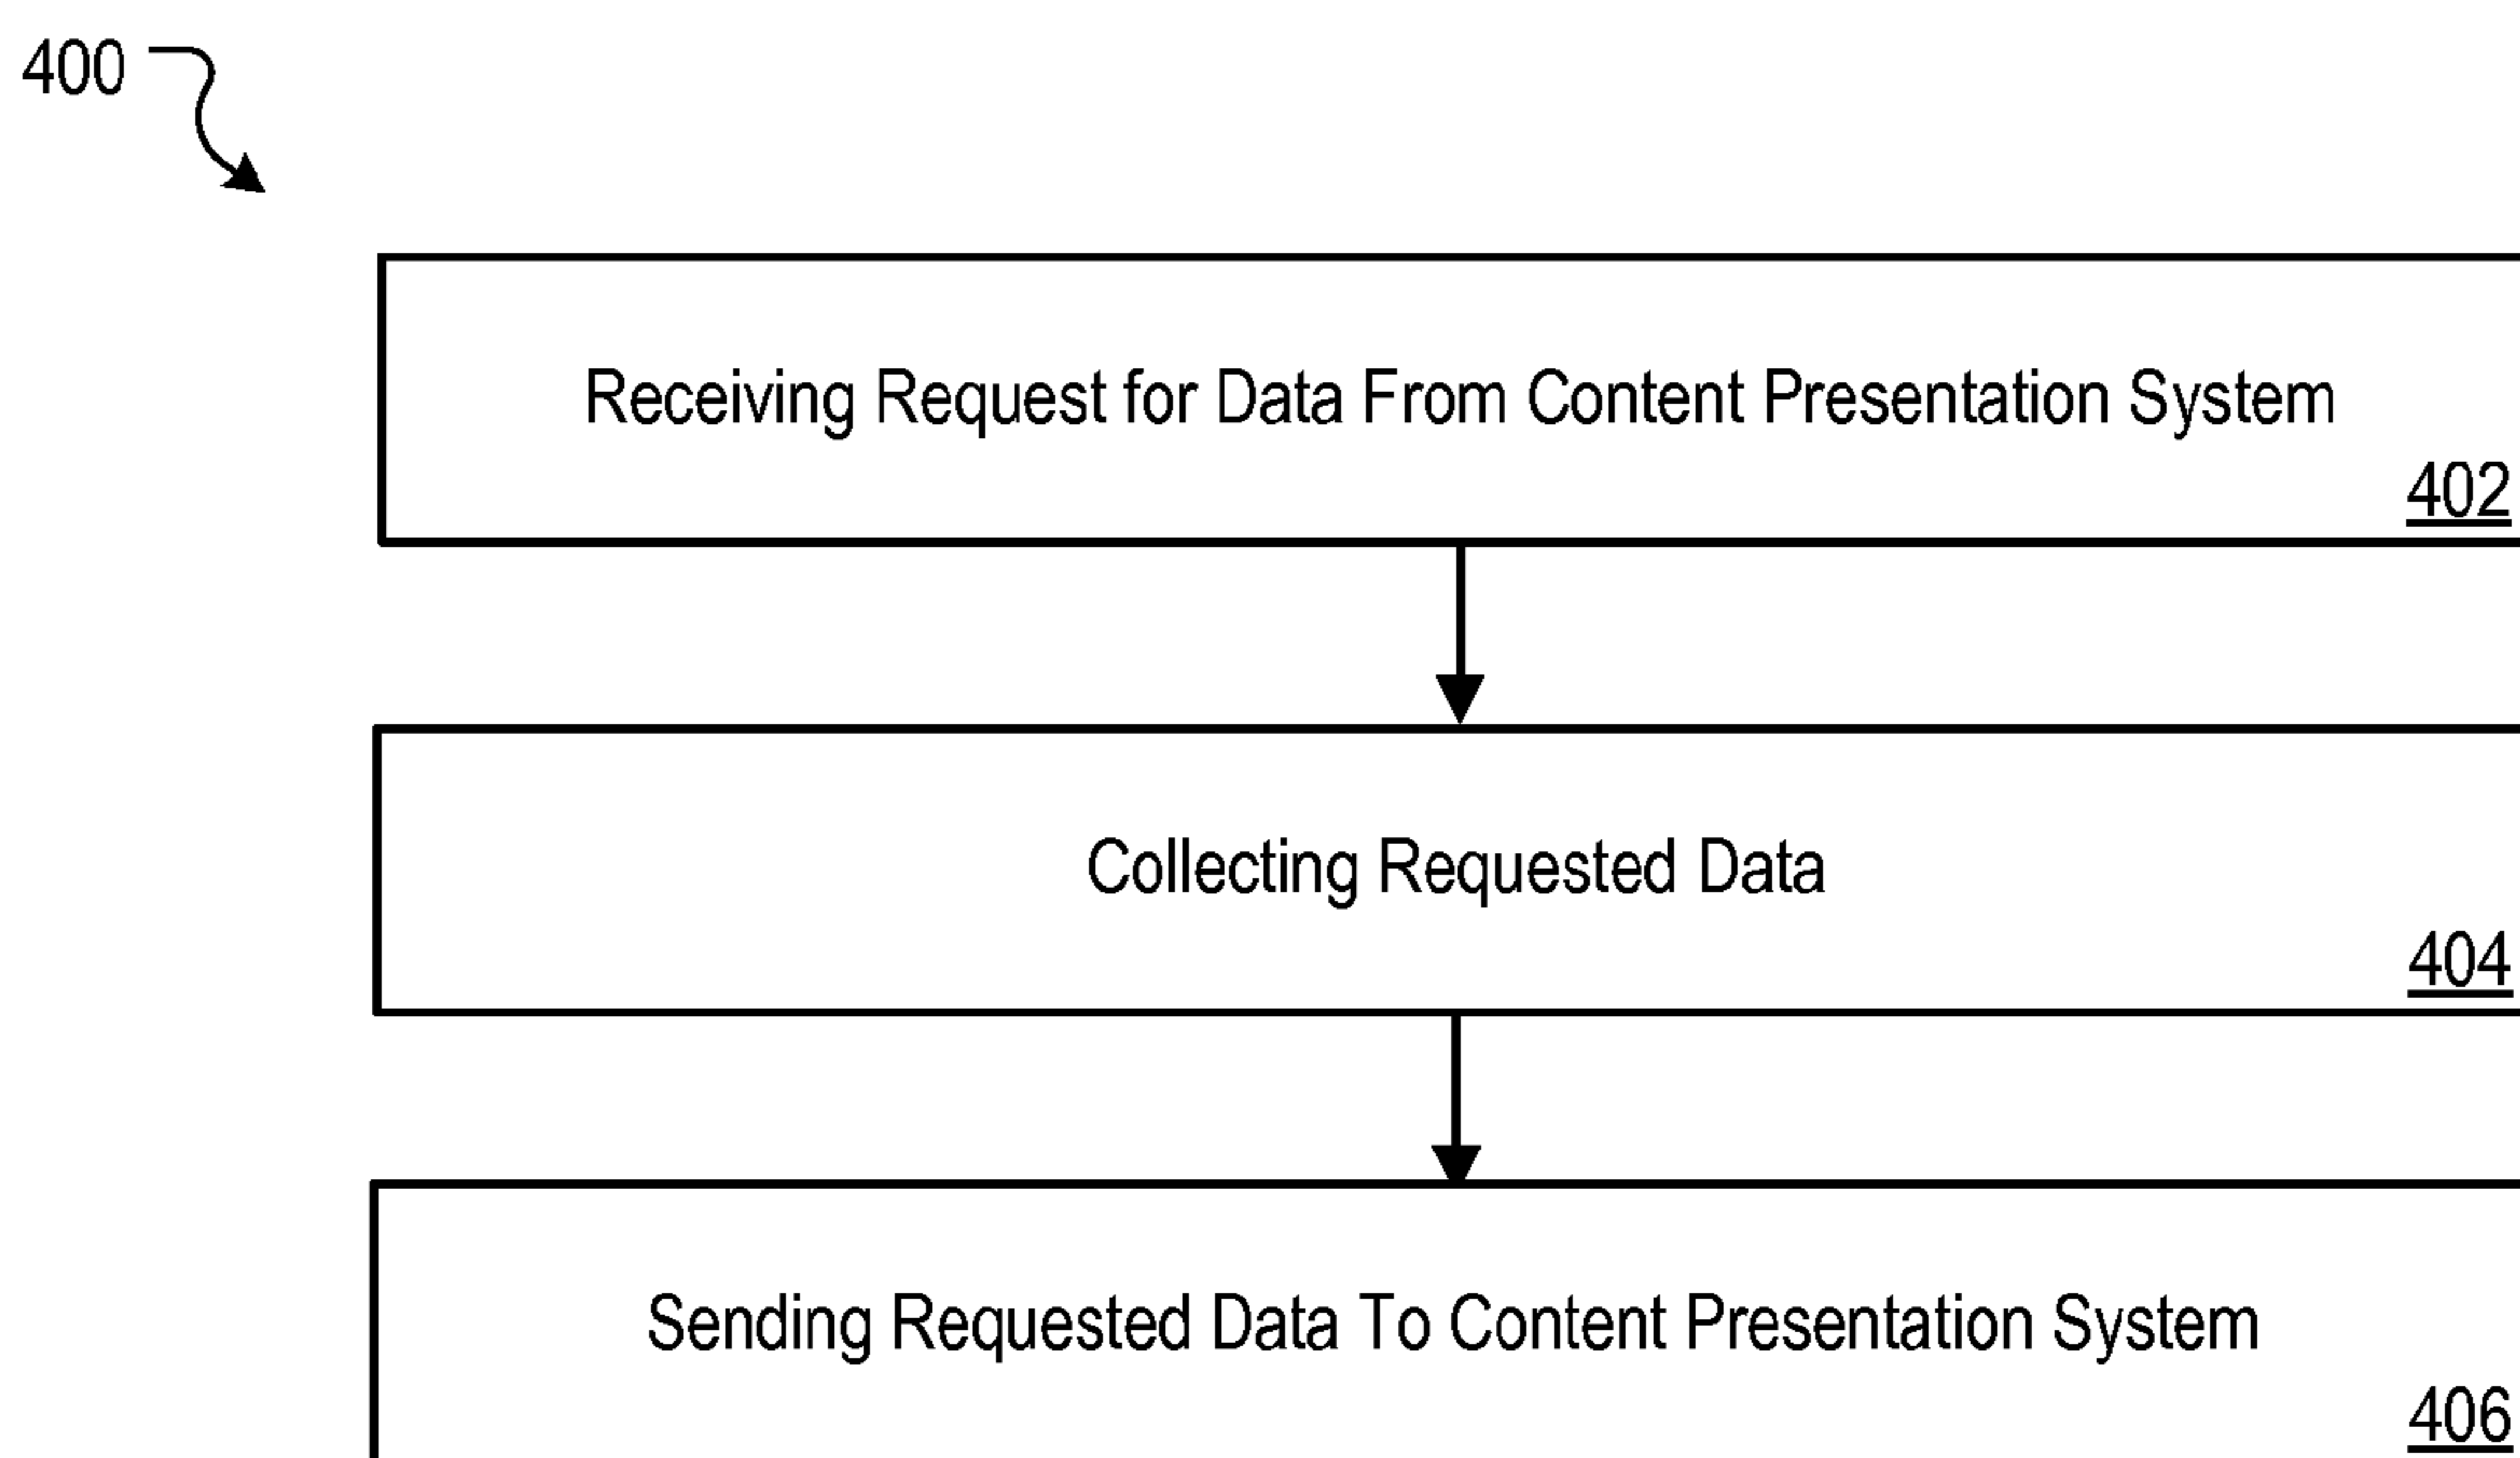 400
Receiving Request for Data From Content Presentation System
402
Collecting Requested Data
404
Sending Requested Data To Content Presentation System
406